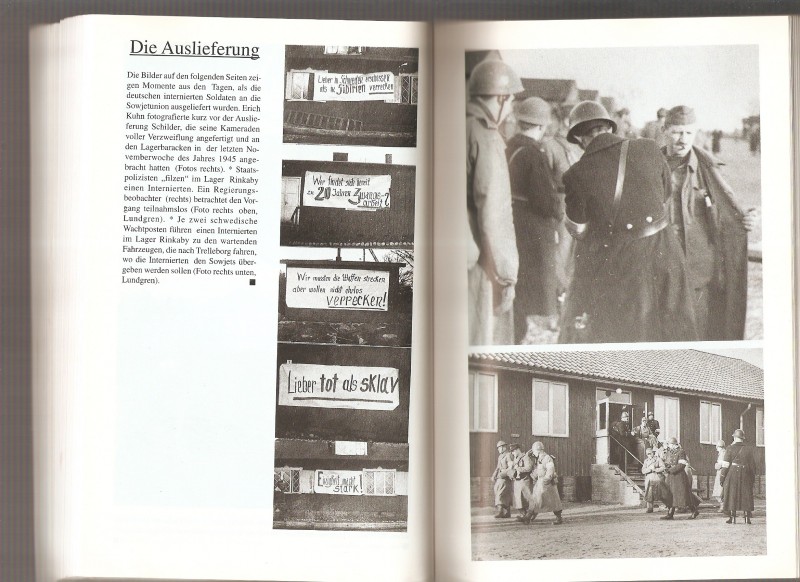 Die Auslieferung
Die Bilder auf den folgenden Seiten zei-
gen Momente aus den Tagen, als die
deutschen internierten Soldaten an die
Sowjetunion ausgeliefert wurden. Erich
Kuhn fotografierte kurz vor der Auslie-
ferung Schilder, die seine Kameraden
voller Verzweiflung angefertigt und an
den Lagerbaracken in der letzten No-
vemberwoche des Jahres 1945 ange-
bracht hatten (Fotos rechts). * Staats-
polizisten „filzen" im Lager Rinkaby
einen Internierten. Ein Regierungs-
beobachter (rechts) betrachtet den Vor-
gang teilnahmslos (Foto rechts oben,
Lundgren). * Je zwei schwedische
Wachtposten führen einen Internierten
im Lager Rinkaby zu den wartenden
Fahrzeugen, die nach Trelleborg fahren,
wo die Internierten den Sowjets über-
geben werden sollen (Foto rechts unten,
Lundgren).
Lieber in Schweden erschossen
als in Sibirien verrecken
Wer freut sich bereit
zu 20 Jahren Zwangs-
arbeit?
Wir mussten die Waffen strecken
aber wollen nicht ehrlos
VERRECKEN!
Lieber tot als SKLAV
Einigkeit macht
stark!